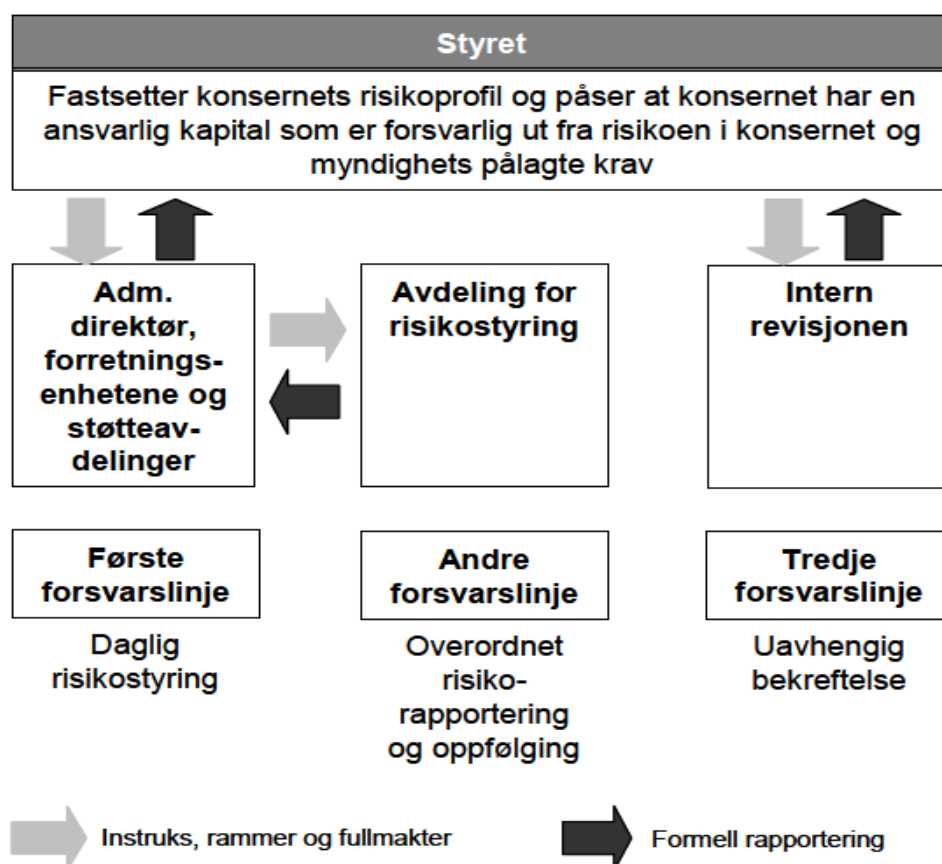 Styret
Fastsetter konsernets risikoprofil og påser at konsernet har en
ansvarlig kapital som er forsvarlig ut fra risikoen i konsernet og
myndighets pålagte krav
Adm.
direktør,
forretnings-
enhetene og
støtteav-
delinger
Avdeling for
risikostyring
Intern
revisjonen
Første
forsvarslinje
Andre
forsvarslinje
Tredje
forsvarslinje
Daglig
risikostyring
Overordnet
risiko-
rapportering
og oppfølging
Uavhengig
bekreftelse
Instruks, rammer og fullmakter
Formell rapportering